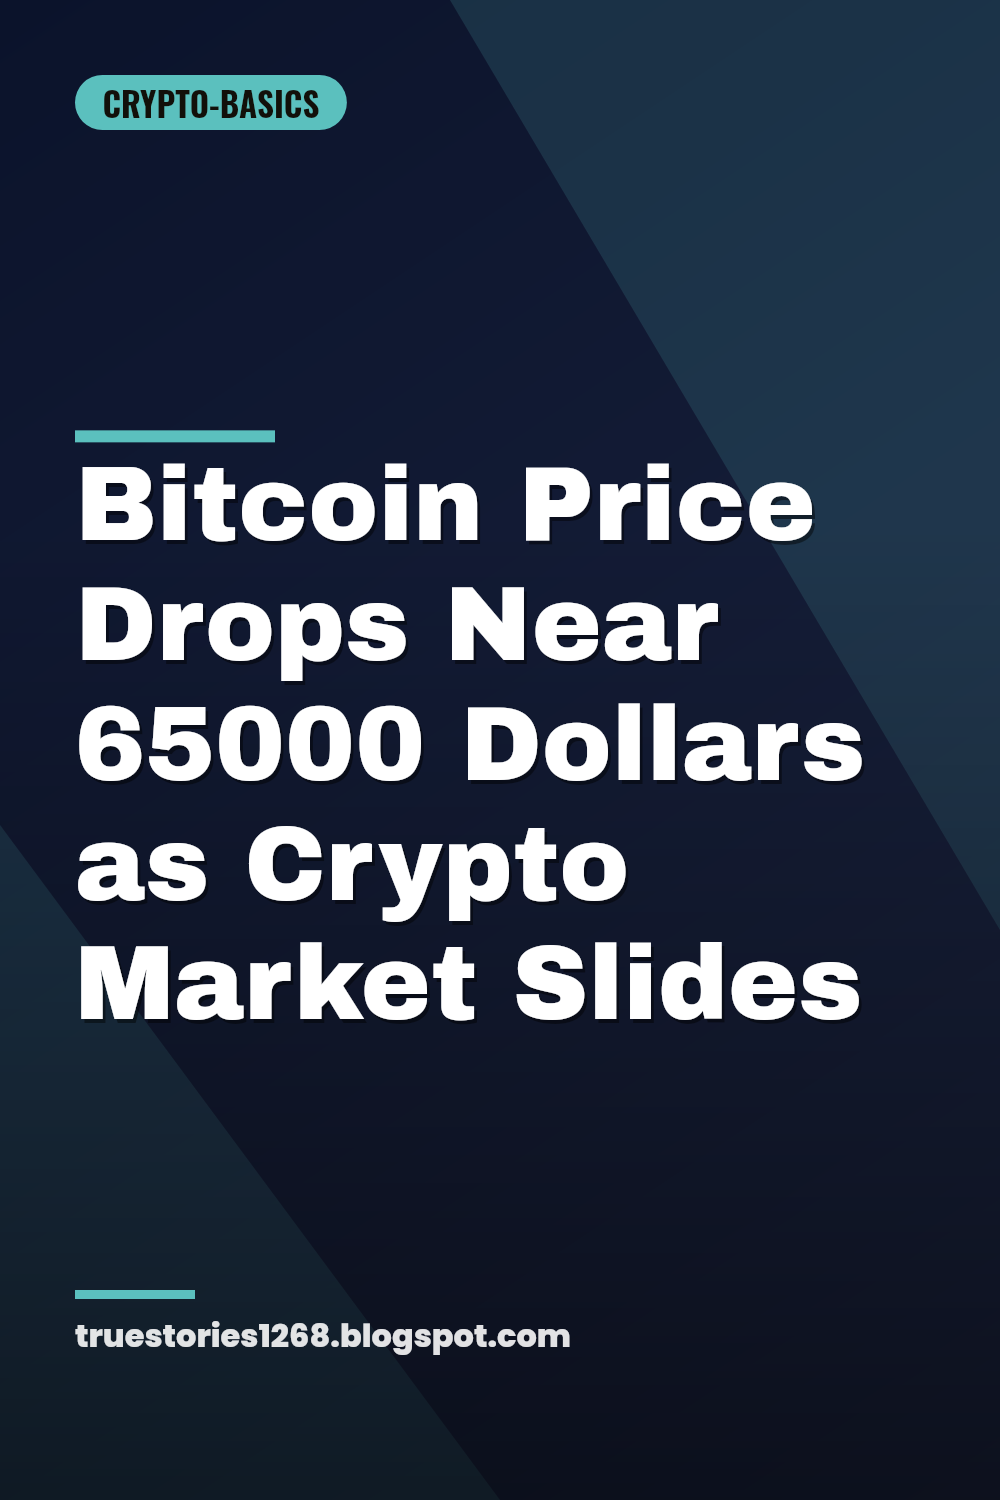 CRYPTO-BASICS
Bitcoin Price
Drops Near
65000 Dollars
as Crypto
Market Slides
truestories1268.blogspot.com